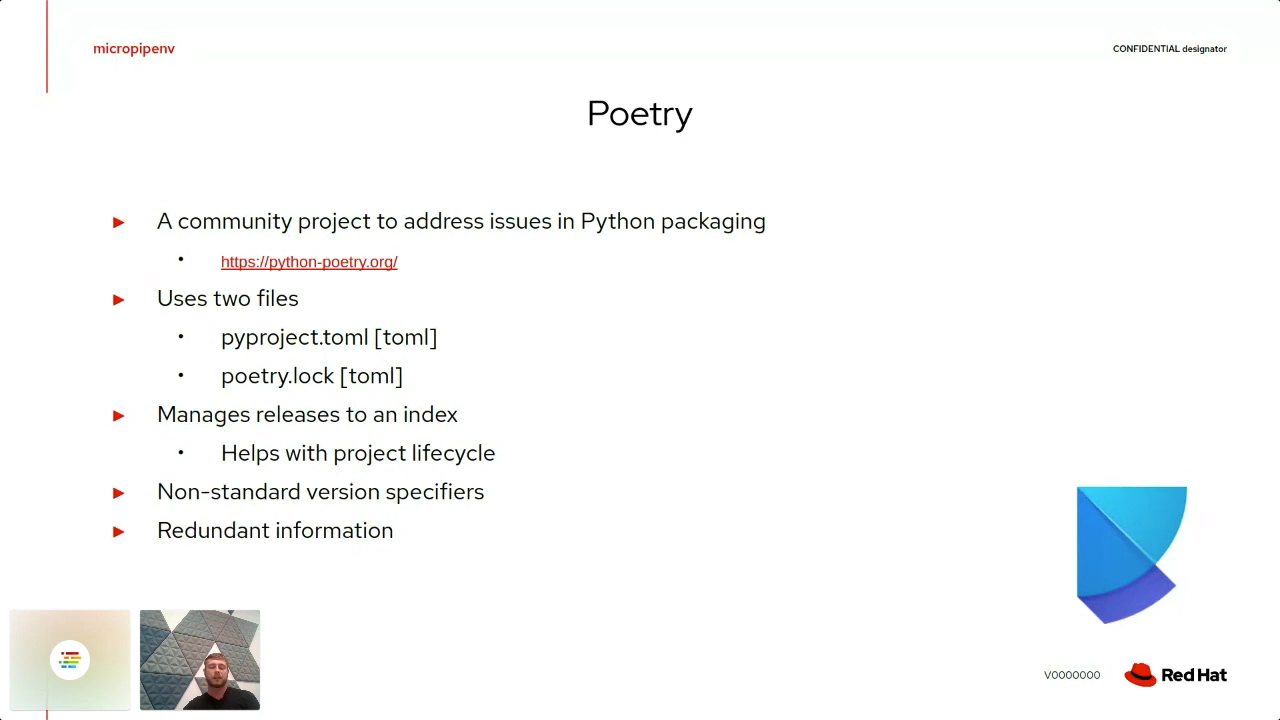 micropipenv
CONFIDENTIAL designator
Poetry
A community project to address issues in Python packaging
https://python-poetry.org/
Uses two files
pyproject.toml [toml]
poetry.lock [toml]
Manages releases to an index
Helps with project lifecycle
Non-standard version specifiers
Redundant information
V0000000
Red Hat